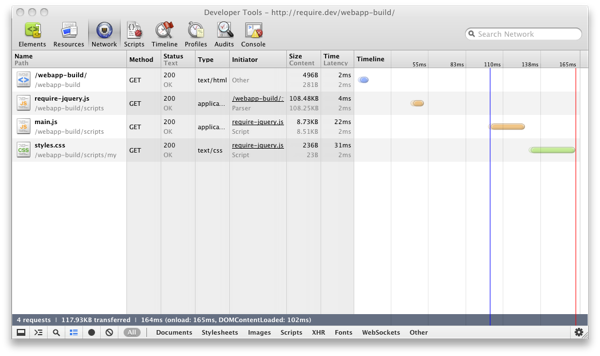 Developer Tools - http://require.dev/webapp-build/
Elements Resources Network Scripts Timeline Profiles Audits Console Search Network
Name Path Method Status Text Type Initiator Size Content Time Latency Timeline 55ms 83ms 110ms 138ms 165ms
/webapp-build/ GET 200 text/html Other 496B 2ms
/webapp-build OK 281B 2ms
require-jquery.js GET 200 applica... /webapp-build/: 108.48KB 4ms
/webapp-build/scripts OK Parser 108.25KB 2ms
main.js GET 200 applica... require-jquery.js 8.73KB 22ms
/webapp-build/scripts OK Script 8.51KB 2ms
styles.css GET 200 text/css require-jquery.js 236B 31ms
/webapp-build/scripts/my OK Script 23B 2ms
4 requests | 117.93KB transferred | 164ms (onload: 165ms, DOMContentLoaded: 102ms)
All Documents Stylesheets Images Scripts XHR Fonts WebSockets Other